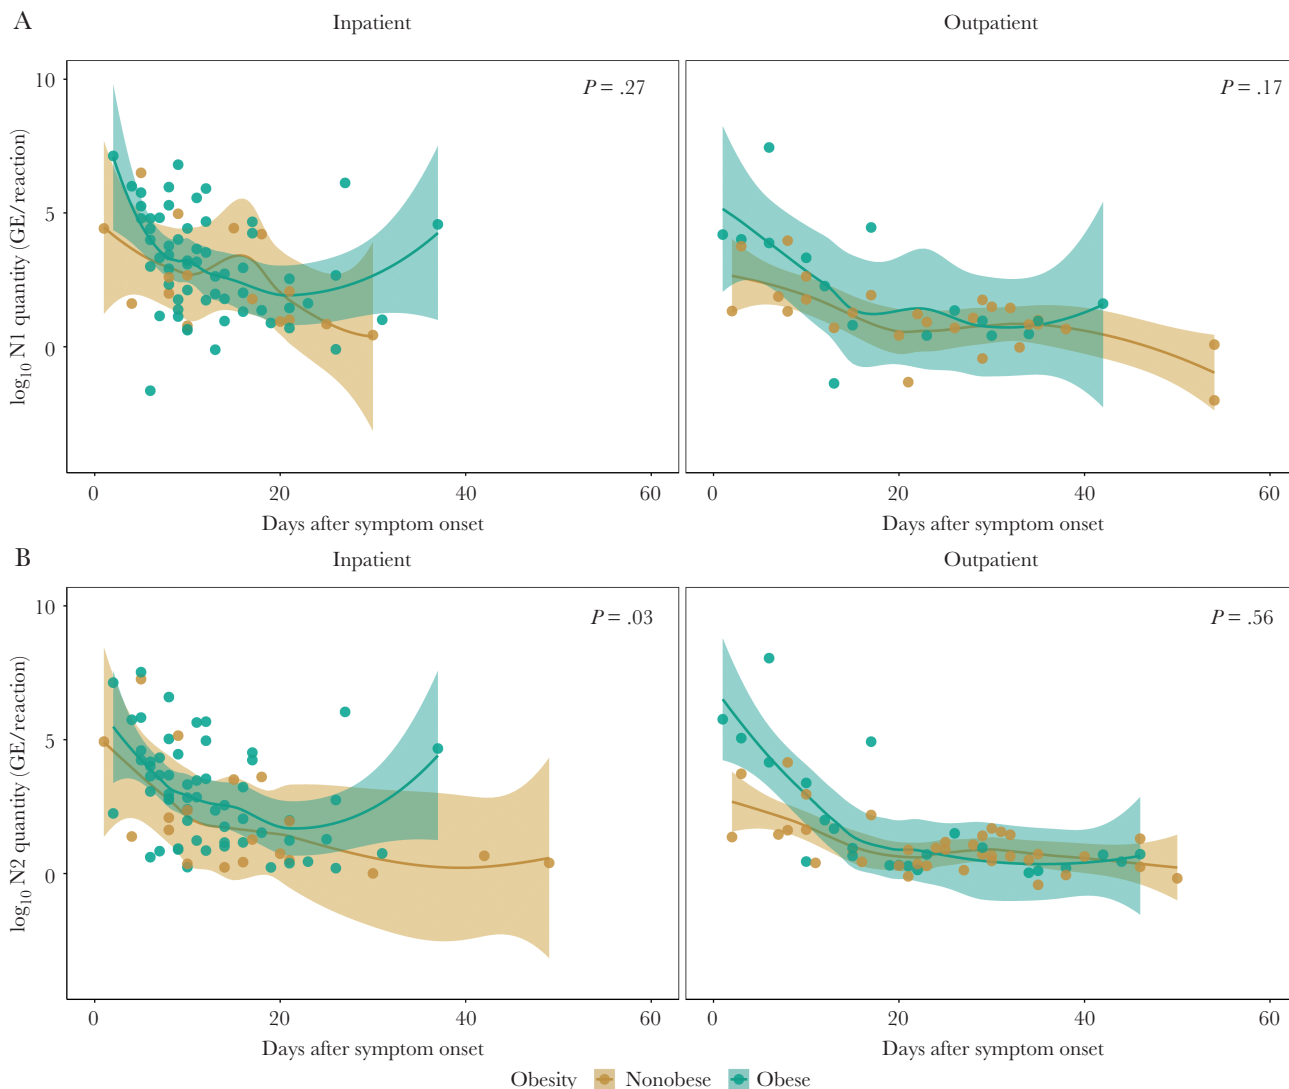 A
Inpatient
Outpatient
10
5
0
log10 N1 quantity (GE/reaction)
P = .27
P = .17
0 20 40 60
0 20 40 60
Days after symptom onset
Days after symptom onset
B
Inpatient
Outpatient
10
5
0
log10 N2 quantity (GE/reaction)
P = .03
P = .56
0 20 40 60
0 20 40 60
Days after symptom onset
Days after symptom onset
Obesity Nonobese Obese